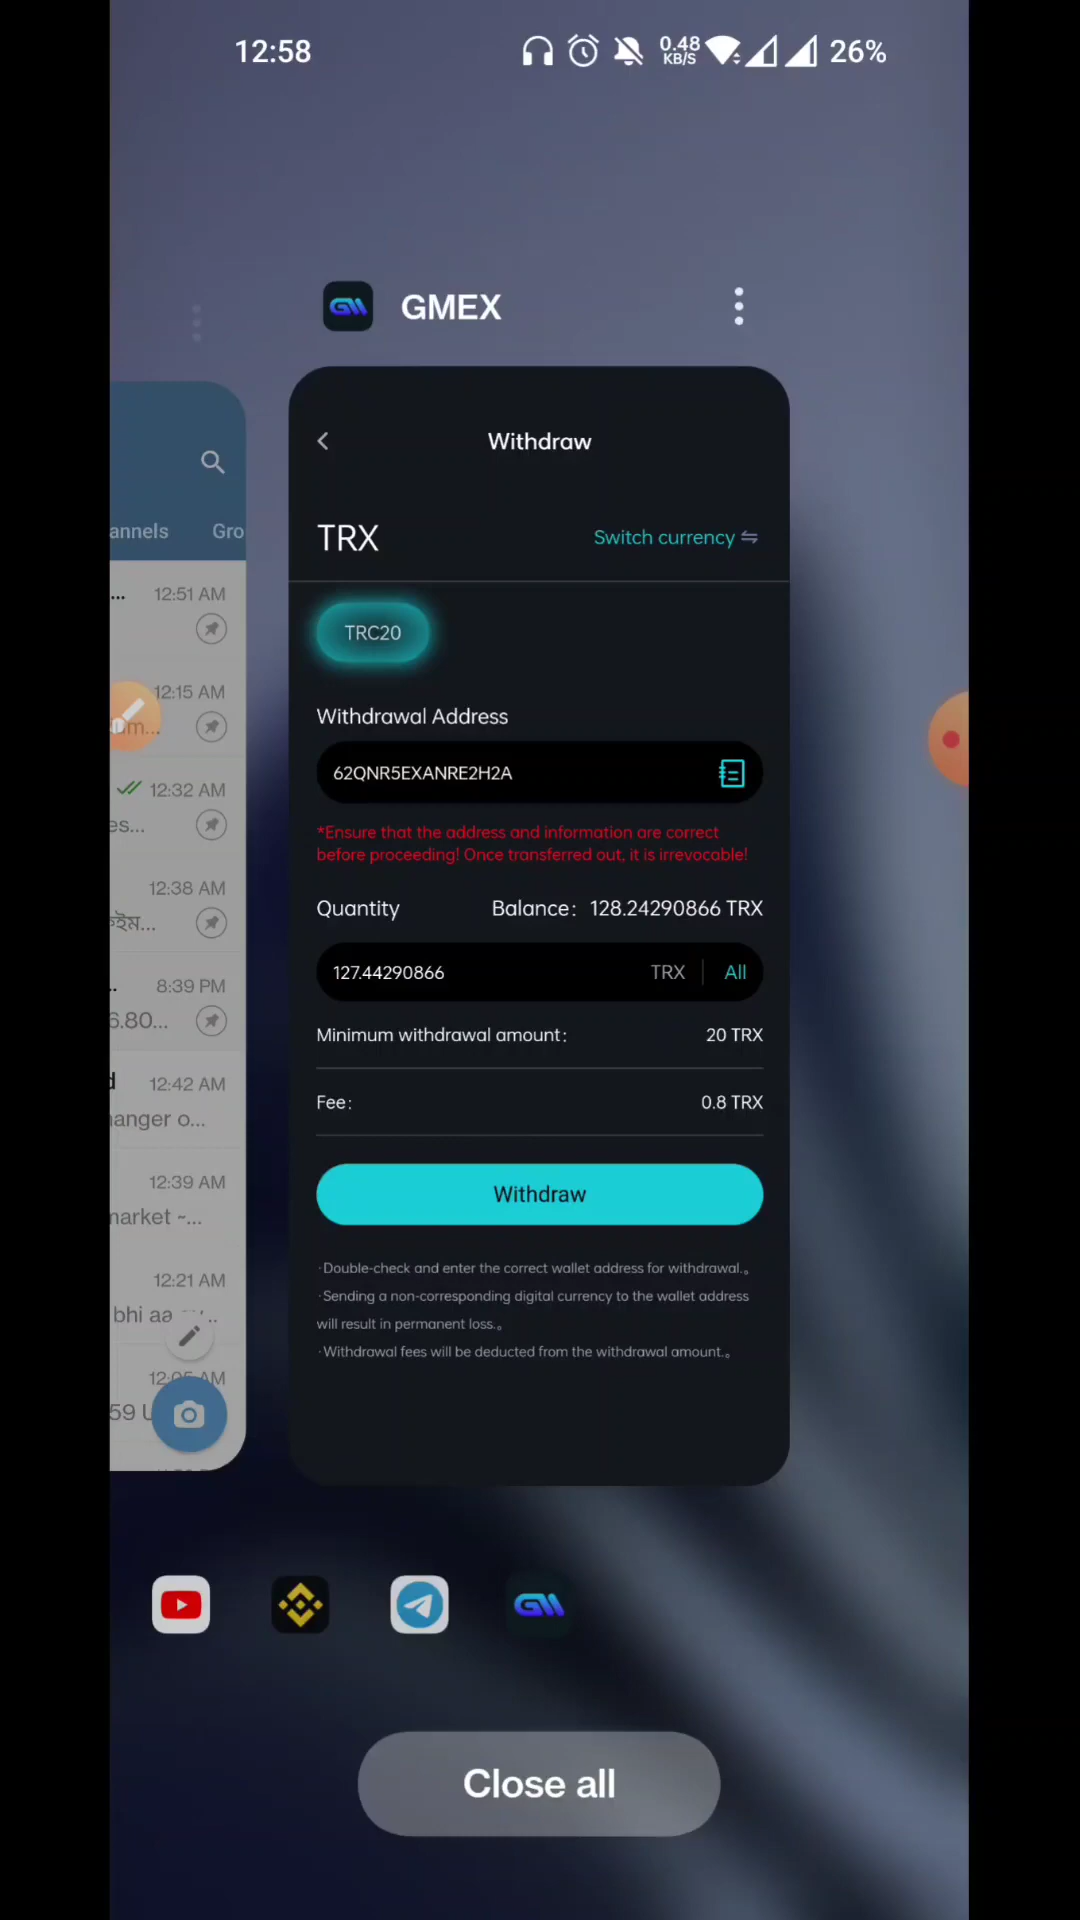 12:58
0.48
KB/S
26%
GMEX
annels Gro
... 12:51 AM
12:15 AM
12:32 AM
es...
12:38 AM
8:39 PM
6.80...
12:42 AM
anger o...
12:39 AM
market ~...
12:21 AM
bhi aa
12:05 AM
59 U
Withdraw
TRX
Switch currency
TRC20
Withdrawal Address
62QNR5EXANRE2H2A
*Ensure that the address and information are correct
before proceeding! Once transferred out, it is irrevocable!
Quantity Balance: 128.24290866 TRX
127.44290866 TRX All
Minimum withdrawal amount: 20 TRX
Fee: 0.8 TRX
Withdraw
·Double-check and enter the correct wallet address for withdrawal.。
·Sending a non-corresponding digital currency to the wallet address
will result in permanent loss.。
·Withdrawal fees will be deducted from the withdrawal amount.。
Close all